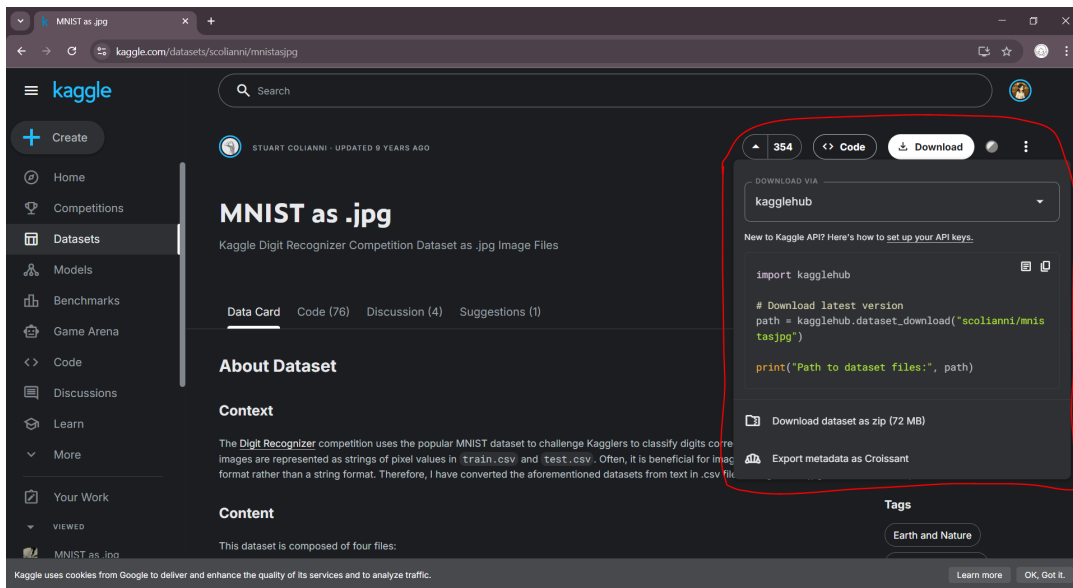 MNIST as .jpg
kaggle.com/datasets/scolianni/mnistasjpg
kaggle
Search
Create
Home
Competitions
Datasets
Models
Benchmarks
Game Arena
Code
Discussions
Learn
More
Your Work
VIEWED
MNIST as .jpg
STUART COLIANNI · UPDATED 9 YEARS AGO
354
Code
Download
MNIST as .jpg
Kaggle Digit Recognizer Competition Dataset as .jpg Image Files
Data Card Code (76) Discussion (4) Suggestions (1)
About Dataset
Context
The Digit Recognizer competition uses the popular MNIST dataset to challenge Kagglers to classify digits
images are represented as strings of pixel values in train.csv and test.csv. Often, it is beneficial for
format rather than a string format. Therefore, I have converted the aforementioned datasets from text in .csv
Content
This dataset is composed of four files:
DOWNLOAD VIA
kagglehub
New to Kaggle API? Here's how to set up your API keys.
import kagglehub
# Download latest version
path = kagglehub.dataset_download("scolianni/mnis
tasjpg")
print("Path to dataset files:", path)
Download dataset as zip (72 MB)
Export metadata as Croissant
Tags
Earth and Nature
Kaggle uses cookies from Google to deliver and enhance the quality of its services and to analyze traffic.
Learn more
OK, Got it.